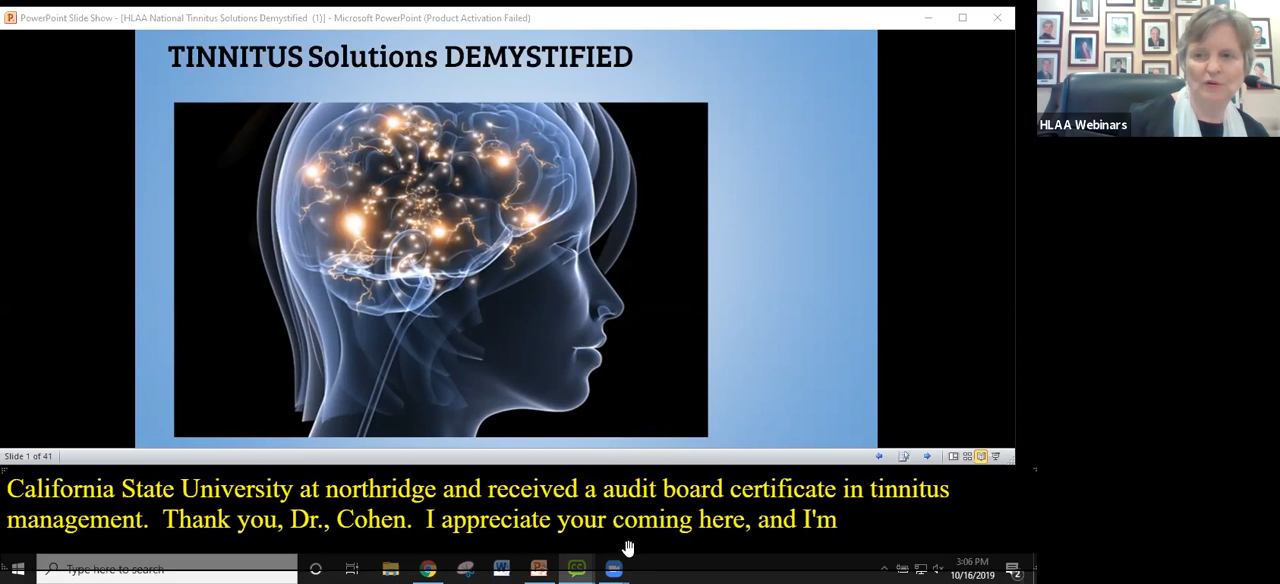 PowerPoint Slide Show - [HLAA National Tinnitus Solutions Demystified (1)] - Microsoft PowerPoint (Product Activation Failed)
TINNITUS Solutions DEMYSTIFIED
HLAA Webinars
Slide 1 of 41
California State University at northridge and received a audit board certificate in tinnitus
management. Thank you, Dr., Cohen. I appreciate your coming here, and I'm
Type here to search
3:06 PM
10/16/2019
2